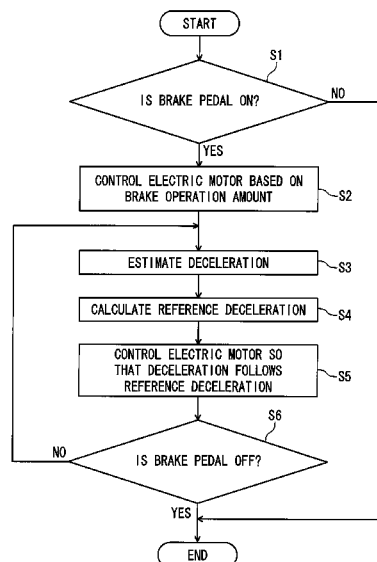 START
S1
IS BRAKE PEDAL ON?
NO
YES
CONTROL ELECTRIC MOTOR BASED ON
BRAKE OPERATION AMOUNT
S2
ESTIMATE DECELERATION
S3
CALCULATE REFERENCE DECELERATION
S4
CONTROL ELECTRIC MOTOR SO
THAT DECELERATION FOLLOWS
REFERENCE DECELERATION
S5
S6
NO
IS BRAKE PEDAL OFF?
YES
END